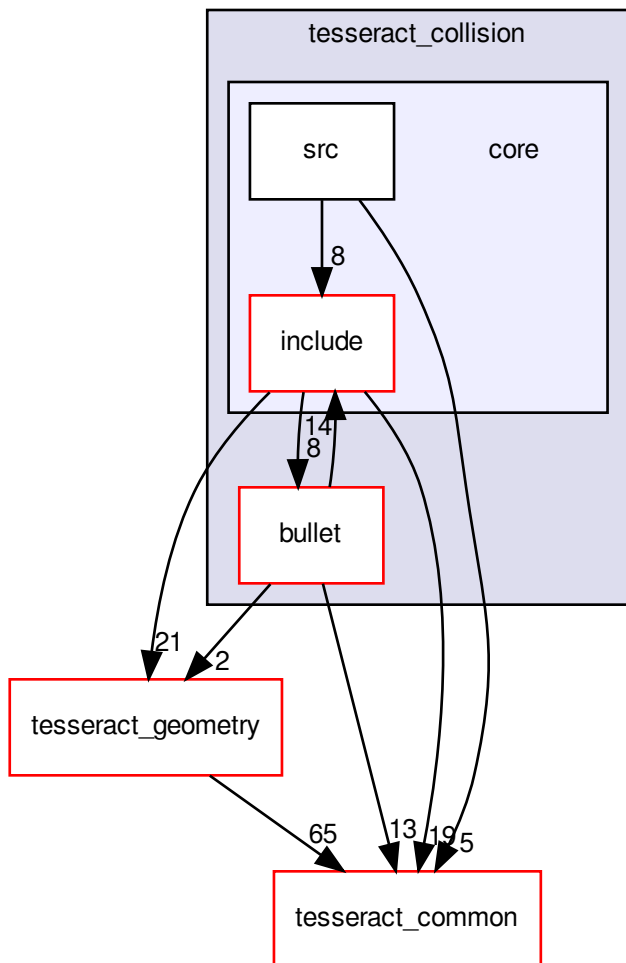 tesseract_collision
src
core
8
include
14
8
bullet
21
2
tesseract_geometry
65
13
19
5
tesseract_common